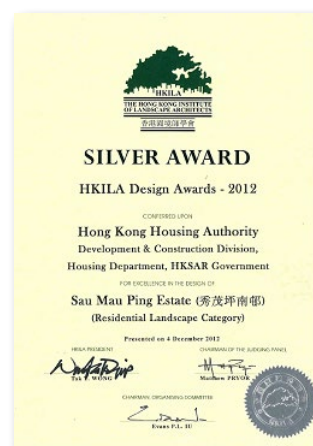 HKILA
THE HONG KONG INSTITUTE
OF LANDSCAPE ARCHITECTS
香港園境師學會
SILVER AWARD
HKILA Design Awards - 2012
CONFERRED UPON
Hong Kong Housing Authority
Development & Construction Division,
Housing Department, HKSAR Government
FOR EXCELLENCE IN THE DESIGN OF
Sau Mau Ping Estate (秀茂坪南邨)
(Residential Landscape Category)
Presented on 4 December 2012
HKILA PRESIDENT
CHAIRMAN OF THE JUDGING PANEL
WONG
Matthew PRYOR
CHAIRMAN ORGANISING COMMITTEE
Evans P.L. IU